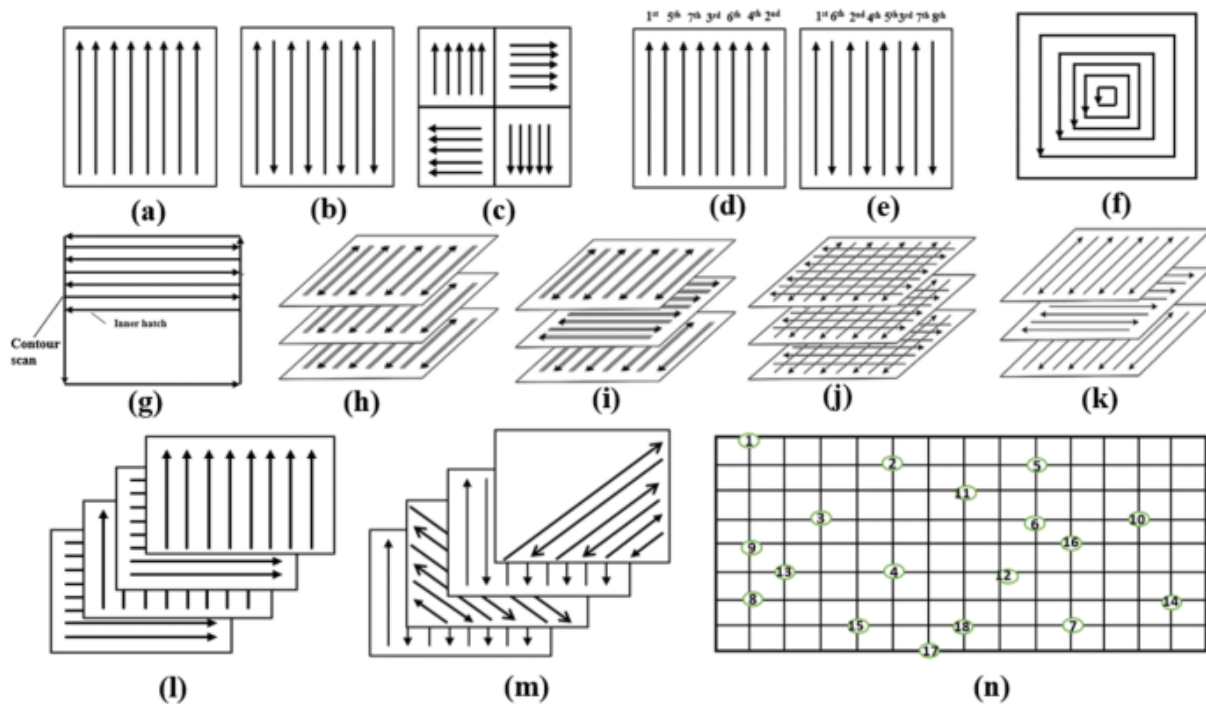 1st 5th 7th 3rd 6th 4th 2nd
1st 6th 2nd 4th 5th 3rd 7th 8th
(a)
(b)
(c)
(d)
(e)
(f)
Inner hatch
Contour
scan
(g)
(h)
(i)
(j)
(k)
1
2
5
11
3
6
10
9
16
13
4
12
8
14
15
18
7
17
(l)
(m)
(n)